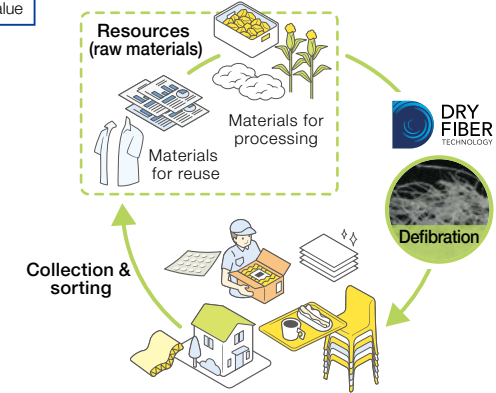 alue
Resources
(raw materials)
Materials for
processing
Materials
for reuse
DRY
FIBER
TECHNOLOGY
Defibration
Collection &
sorting